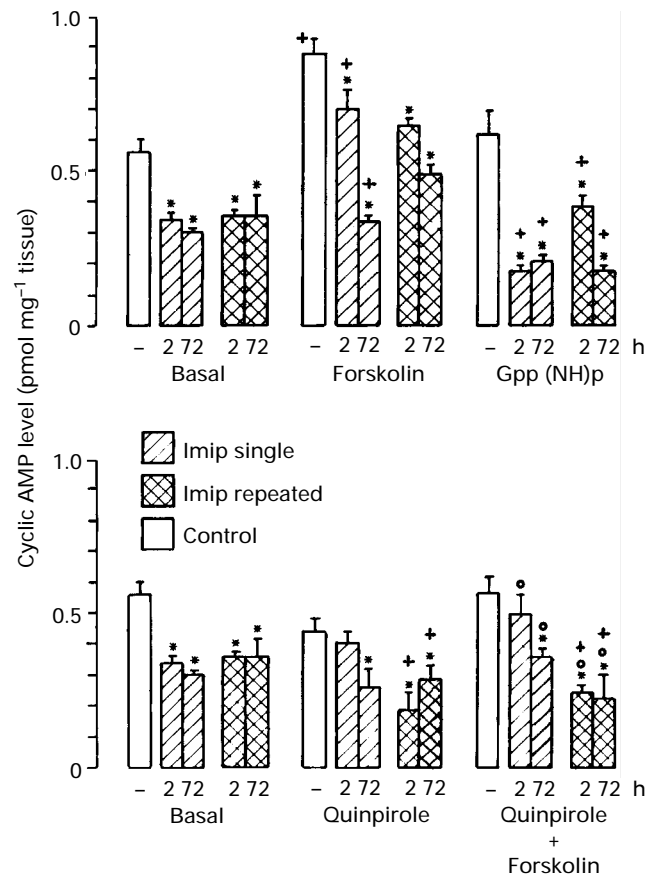 Cyclic AMP level (pmol mg⁻¹ tissue)
1.0
0.5
0
– 2 72 2 72 – 2 72 2 72 – 2 72 2 72 h
Basal Forskolin Gpp (NH)p
Imip single
Imip repeated
Control
1.0
0.5
0
– 2 72 2 72 – 2 72 2 72 – 2 72 2 72 h
Basal Quinpirole Quinpirole
+
Forskolin